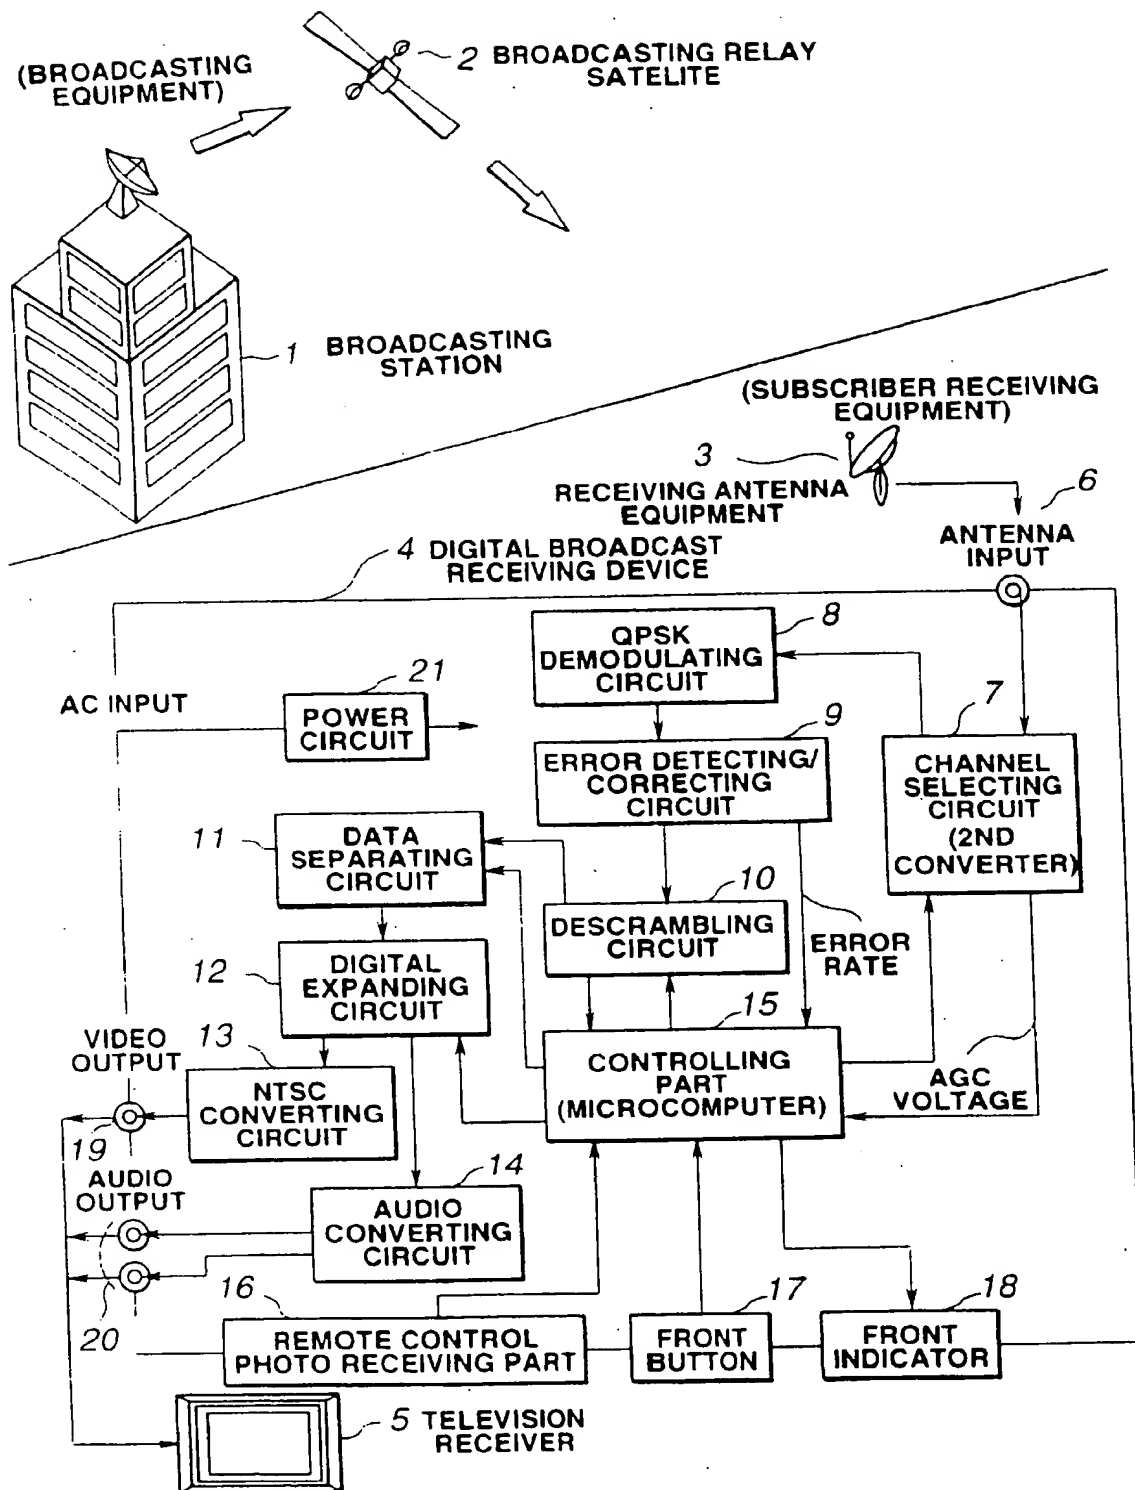 (BROADCASTING
EQUIPMENT)
2 BROADCASTING RELAY
SATELITE
1 BROADCASTING
STATION
(SUBSCRIBER RECEIVING
EQUIPMENT)
3
RECEIVING ANTENNA
EQUIPMENT
6
ANTENNA
INPUT
4 DIGITAL BROADCAST
RECEIVING DEVICE
8
QPSK
DEMODULATING
CIRCUIT
AC INPUT
21
POWER
CIRCUIT
7
CHANNEL
SELECTING
CIRCUIT
(2ND
CONVERTER)
9
ERROR DETECTING/
CORRECTING
CIRCUIT
11
DATA
SEPARATING
CIRCUIT
10
DESCRAMBLING
CIRCUIT
ERROR
RATE
12
DIGITAL
EXPANDING
CIRCUIT
15
CONTROLLING
PART
(MICROCOMPUTER)
AGC
VOLTAGE
VIDEO
OUTPUT
13
NTSC
CONVERTING
CIRCUIT
19
AUDIO
OUTPUT
14
AUDIO
CONVERTING
CIRCUIT
20
16
REMOTE CONTROL
PHOTO RECEIVING PART
17
FRONT
BUTTON
18
FRONT
INDICATOR
5 TELEVISION
RECEIVER